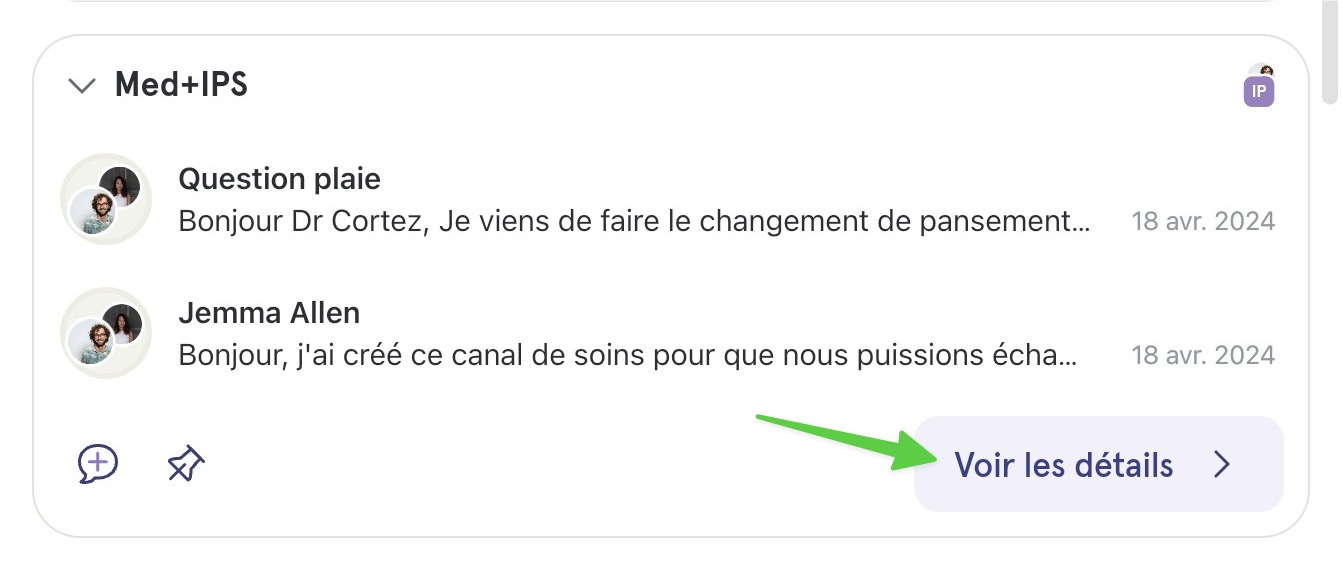 Med+IPS
IP
Question plaie
Bonjour Dr Cortez, Je viens de faire le changement de pansement... 18 avr. 2024
Jemma Allen
Bonjour, j'ai créé ce canal de soins pour que nous puissions écha... 18 avr. 2024
Voir les détails